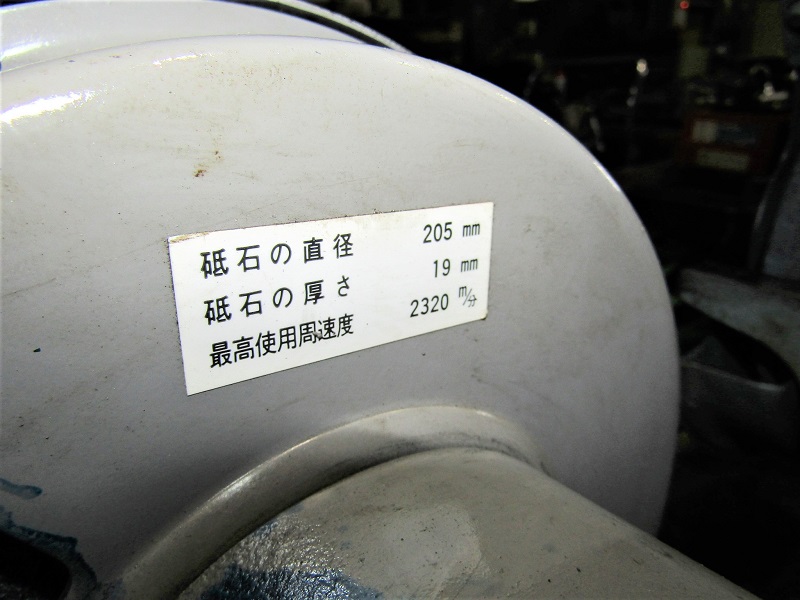 砥石の直径 205 mm
砥石の厚さ 19 mm
最高使用周速度 2320 m/分